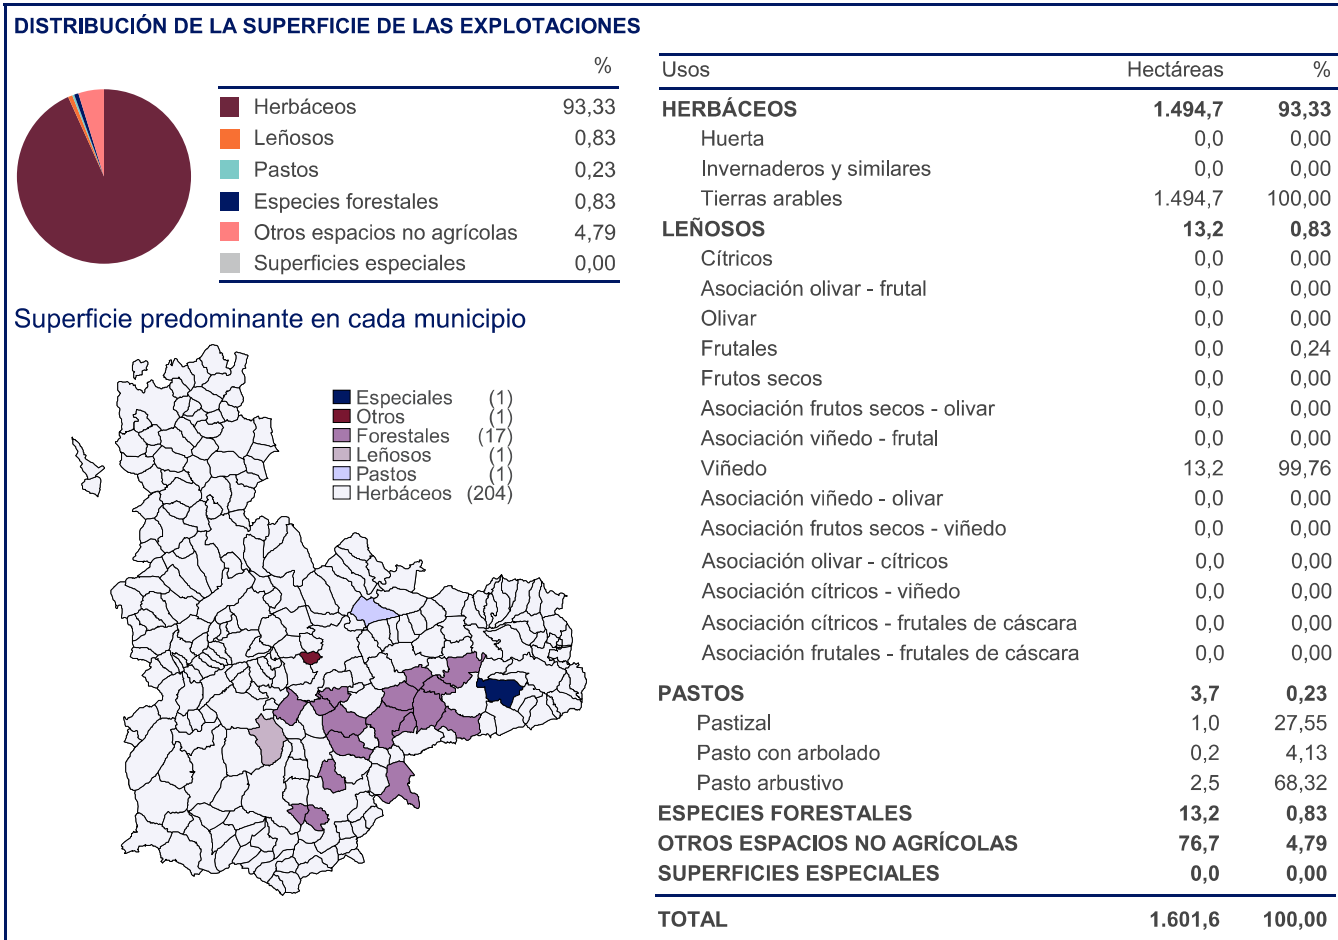 DISTRIBUCIÓN DE LA SUPERFICIE DE LAS EXPLOTACIONES
%
Herbáceos 93,33
Leñosos 0,83
Pastos 0,23
Especies forestales 0,83
Otros espacios no agrícolas 4,79
Superficies especiales 0,00
Superficie predominante en cada municipio
Especiales (1)
Otros (1)
Forestales (17)
Leñosos (1)
Pastos (1)
Herbáceos (204)
Usos Hectáreas %
HERBÁCEOS 1.494,7 93,33
Huerta 0,0 0,00
Invernaderos y similares 0,0 0,00
Tierras arables 1.494,7 100,00
LEÑOSOS 13,2 0,83
Cítricos 0,0 0,00
Asociación olivar - frutal 0,0 0,00
Olivar 0,0 0,00
Frutales 0,0 0,24
Frutos secos 0,0 0,00
Asociación frutos secos - olivar 0,0 0,00
Asociación viñedo - frutal 0,0 0,00
Viñedo 13,2 99,76
Asociación viñedo - olivar 0,0 0,00
Asociación frutos secos - viñedo 0,0 0,00
Asociación olivar - cítricos 0,0 0,00
Asociación cítricos - viñedo 0,0 0,00
Asociación cítricos - frutales de cáscara 0,0 0,00
Asociación frutales - frutales de cáscara 0,0 0,00
PASTOS 3,7 0,23
Pastizal 1,0 27,55
Pasto con arbolado 0,2 4,13
Pasto arbustivo 2,5 68,32
ESPECIES FORESTALES 13,2 0,83
OTROS ESPACIOS NO AGRÍCOLAS 76,7 4,79
SUPERFICIES ESPECIALES 0,0 0,00
TOTAL 1.601,6 100,00